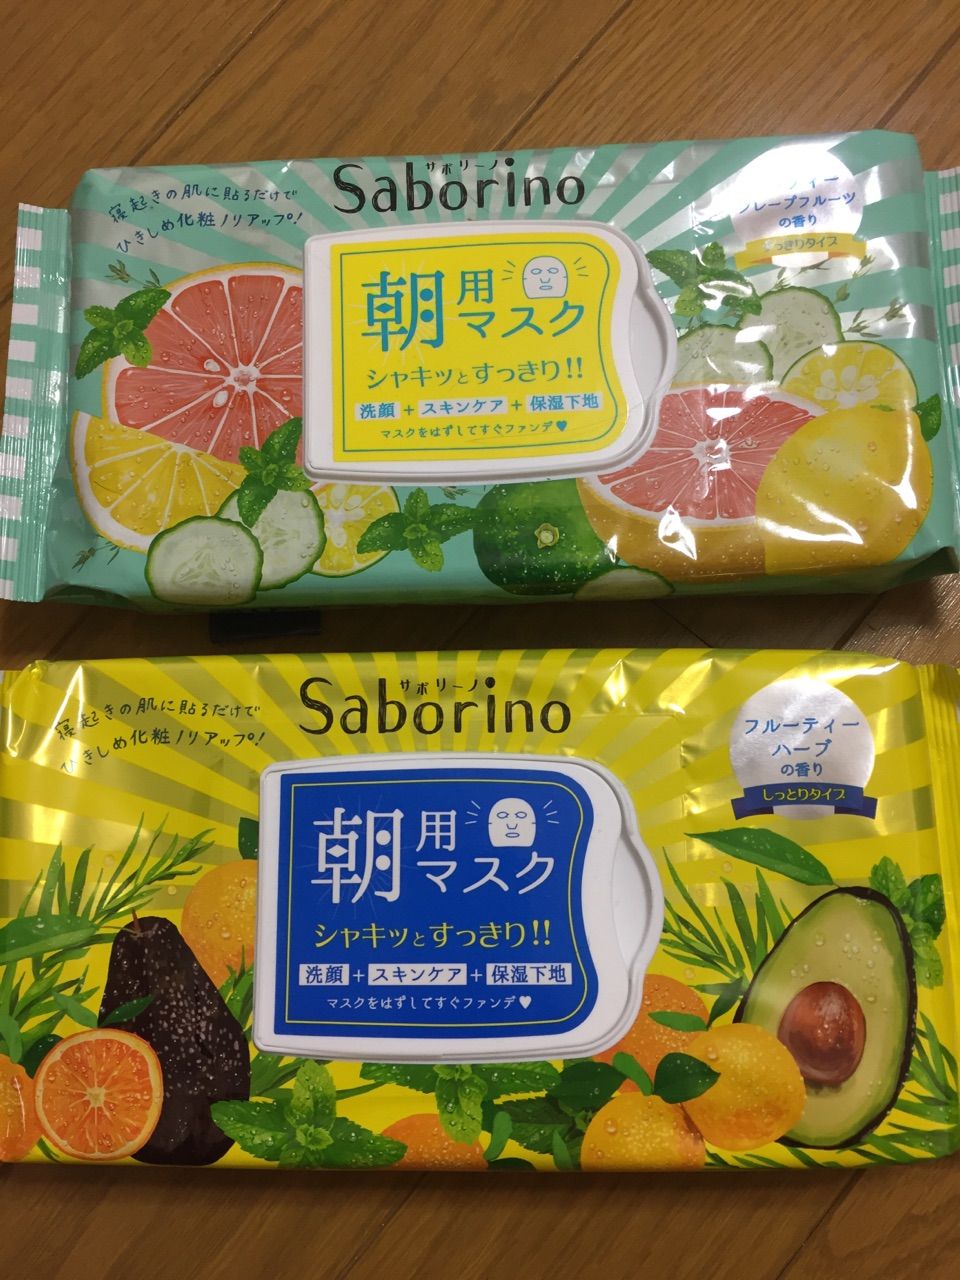 サボリーノ
Saborino
寝起きの肌に貼るだけで
ひきしめ化粧ノリアップ!
ティー
グレープフルーツ
の香り
さっぱりタイプ
朝用マスク
シャキッとすっきり!!
洗顔 + スキンケア + 保湿下地
マスクをはずしてすぐファンデ♥
サボリーノ
Saborino
寝起きの肌に貼るだけで
ひきしめ化粧ノリアップ!
フルーティー
ハーブ
の香り
しっとりタイプ
朝用マスク
シャキッとすっきり!!
洗顔 + スキンケア + 保湿下地
マスクをはずしてすぐファンデ♥